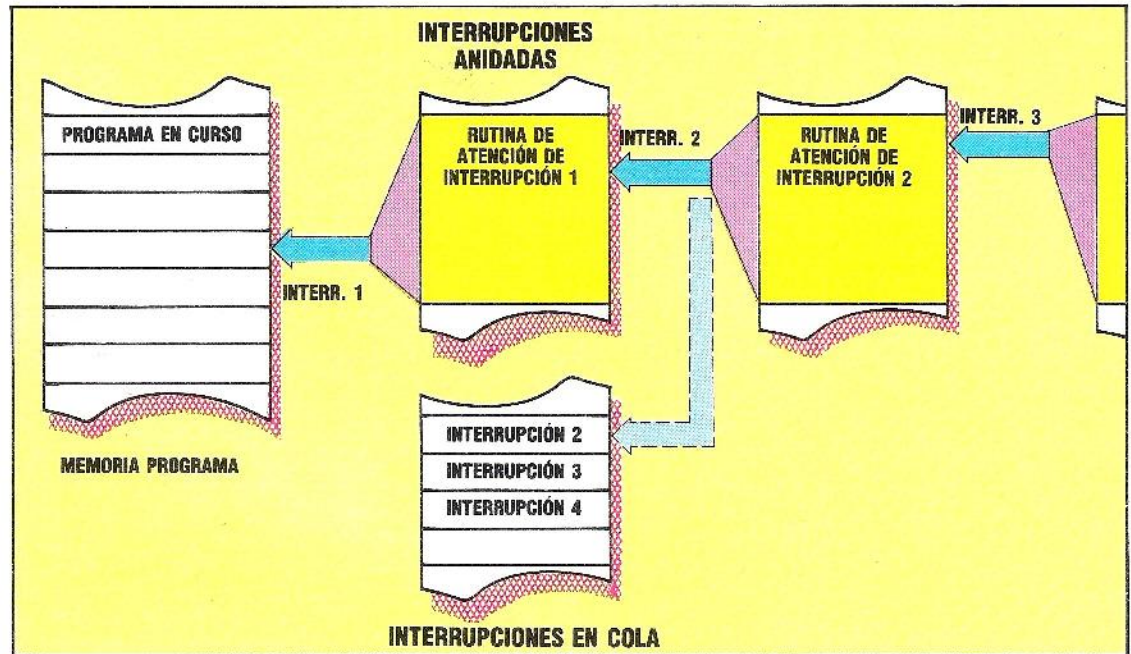 INTERRUPCIONES
ANIDADAS
PROGRAMA EN CURSO
RUTINA DE
ATENCIÓN DE
INTERRUPCIÓN 1
INTERR. 2
RUTINA DE
ATENCIÓN DE
INTERRUPCIÓN 2
INTERR. 3
INTERR. 1
MEMORIA PROGRAMA
INTERRUPCIÓN 2
INTERRUPCIÓN 3
INTERRUPCIÓN 4
INTERRUPCIONES EN COLA